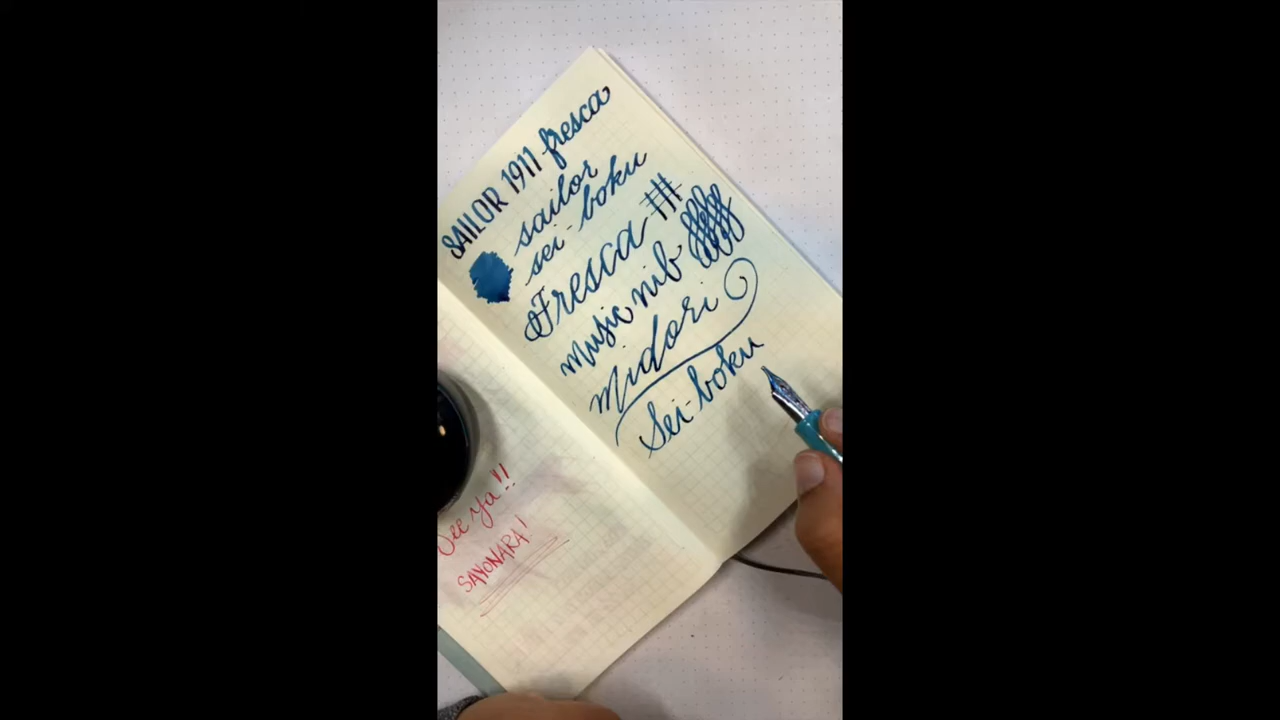 SAILOR 1911 fresca
sailor
sei-boku
Fresca
music nib
Midori
Sei-boku
See ya!!
SAYONARA!